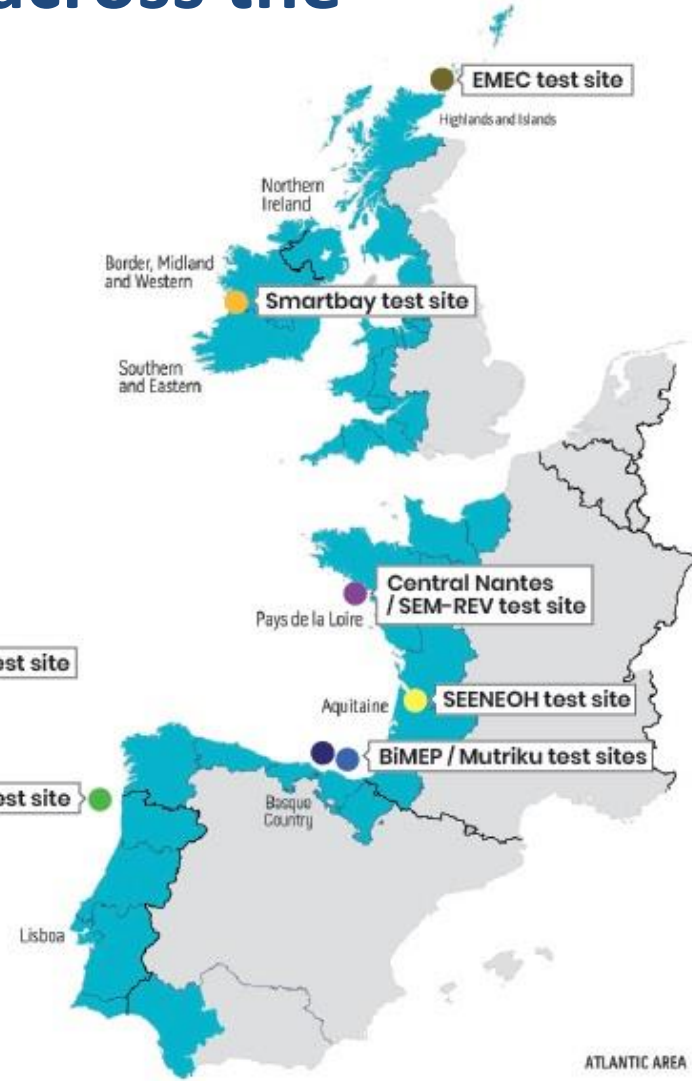 across the
EMEC test site
Highlands and Islands
Northern
Ireland
Border, Midland
and Western
Smartbay test site
Southern
and Eastern
Central Nantes
/ SEM-REV test site
Pays de la Loire
est site
Aquitaine
SEENEOH test site
BiMEP / Mutriku test sites
est site
Basque
Country
Lisboa
ATLANTIC AREA